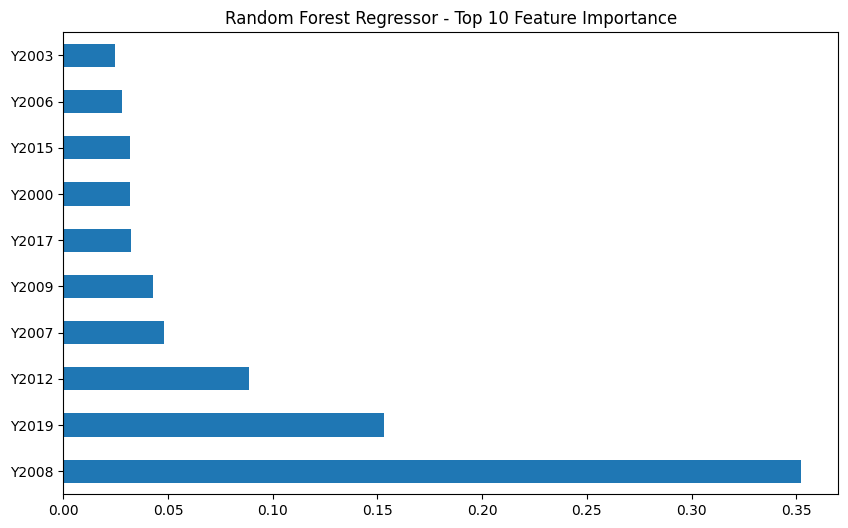 Random Forest Regressor - Top 10 Feature Importance
Y2003
Y2006
Y2015
Y2000
Y2017
Y2009
Y2007
Y2012
Y2019
Y2008
0.00 0.05 0.10 0.15 0.20 0.25 0.30 0.35